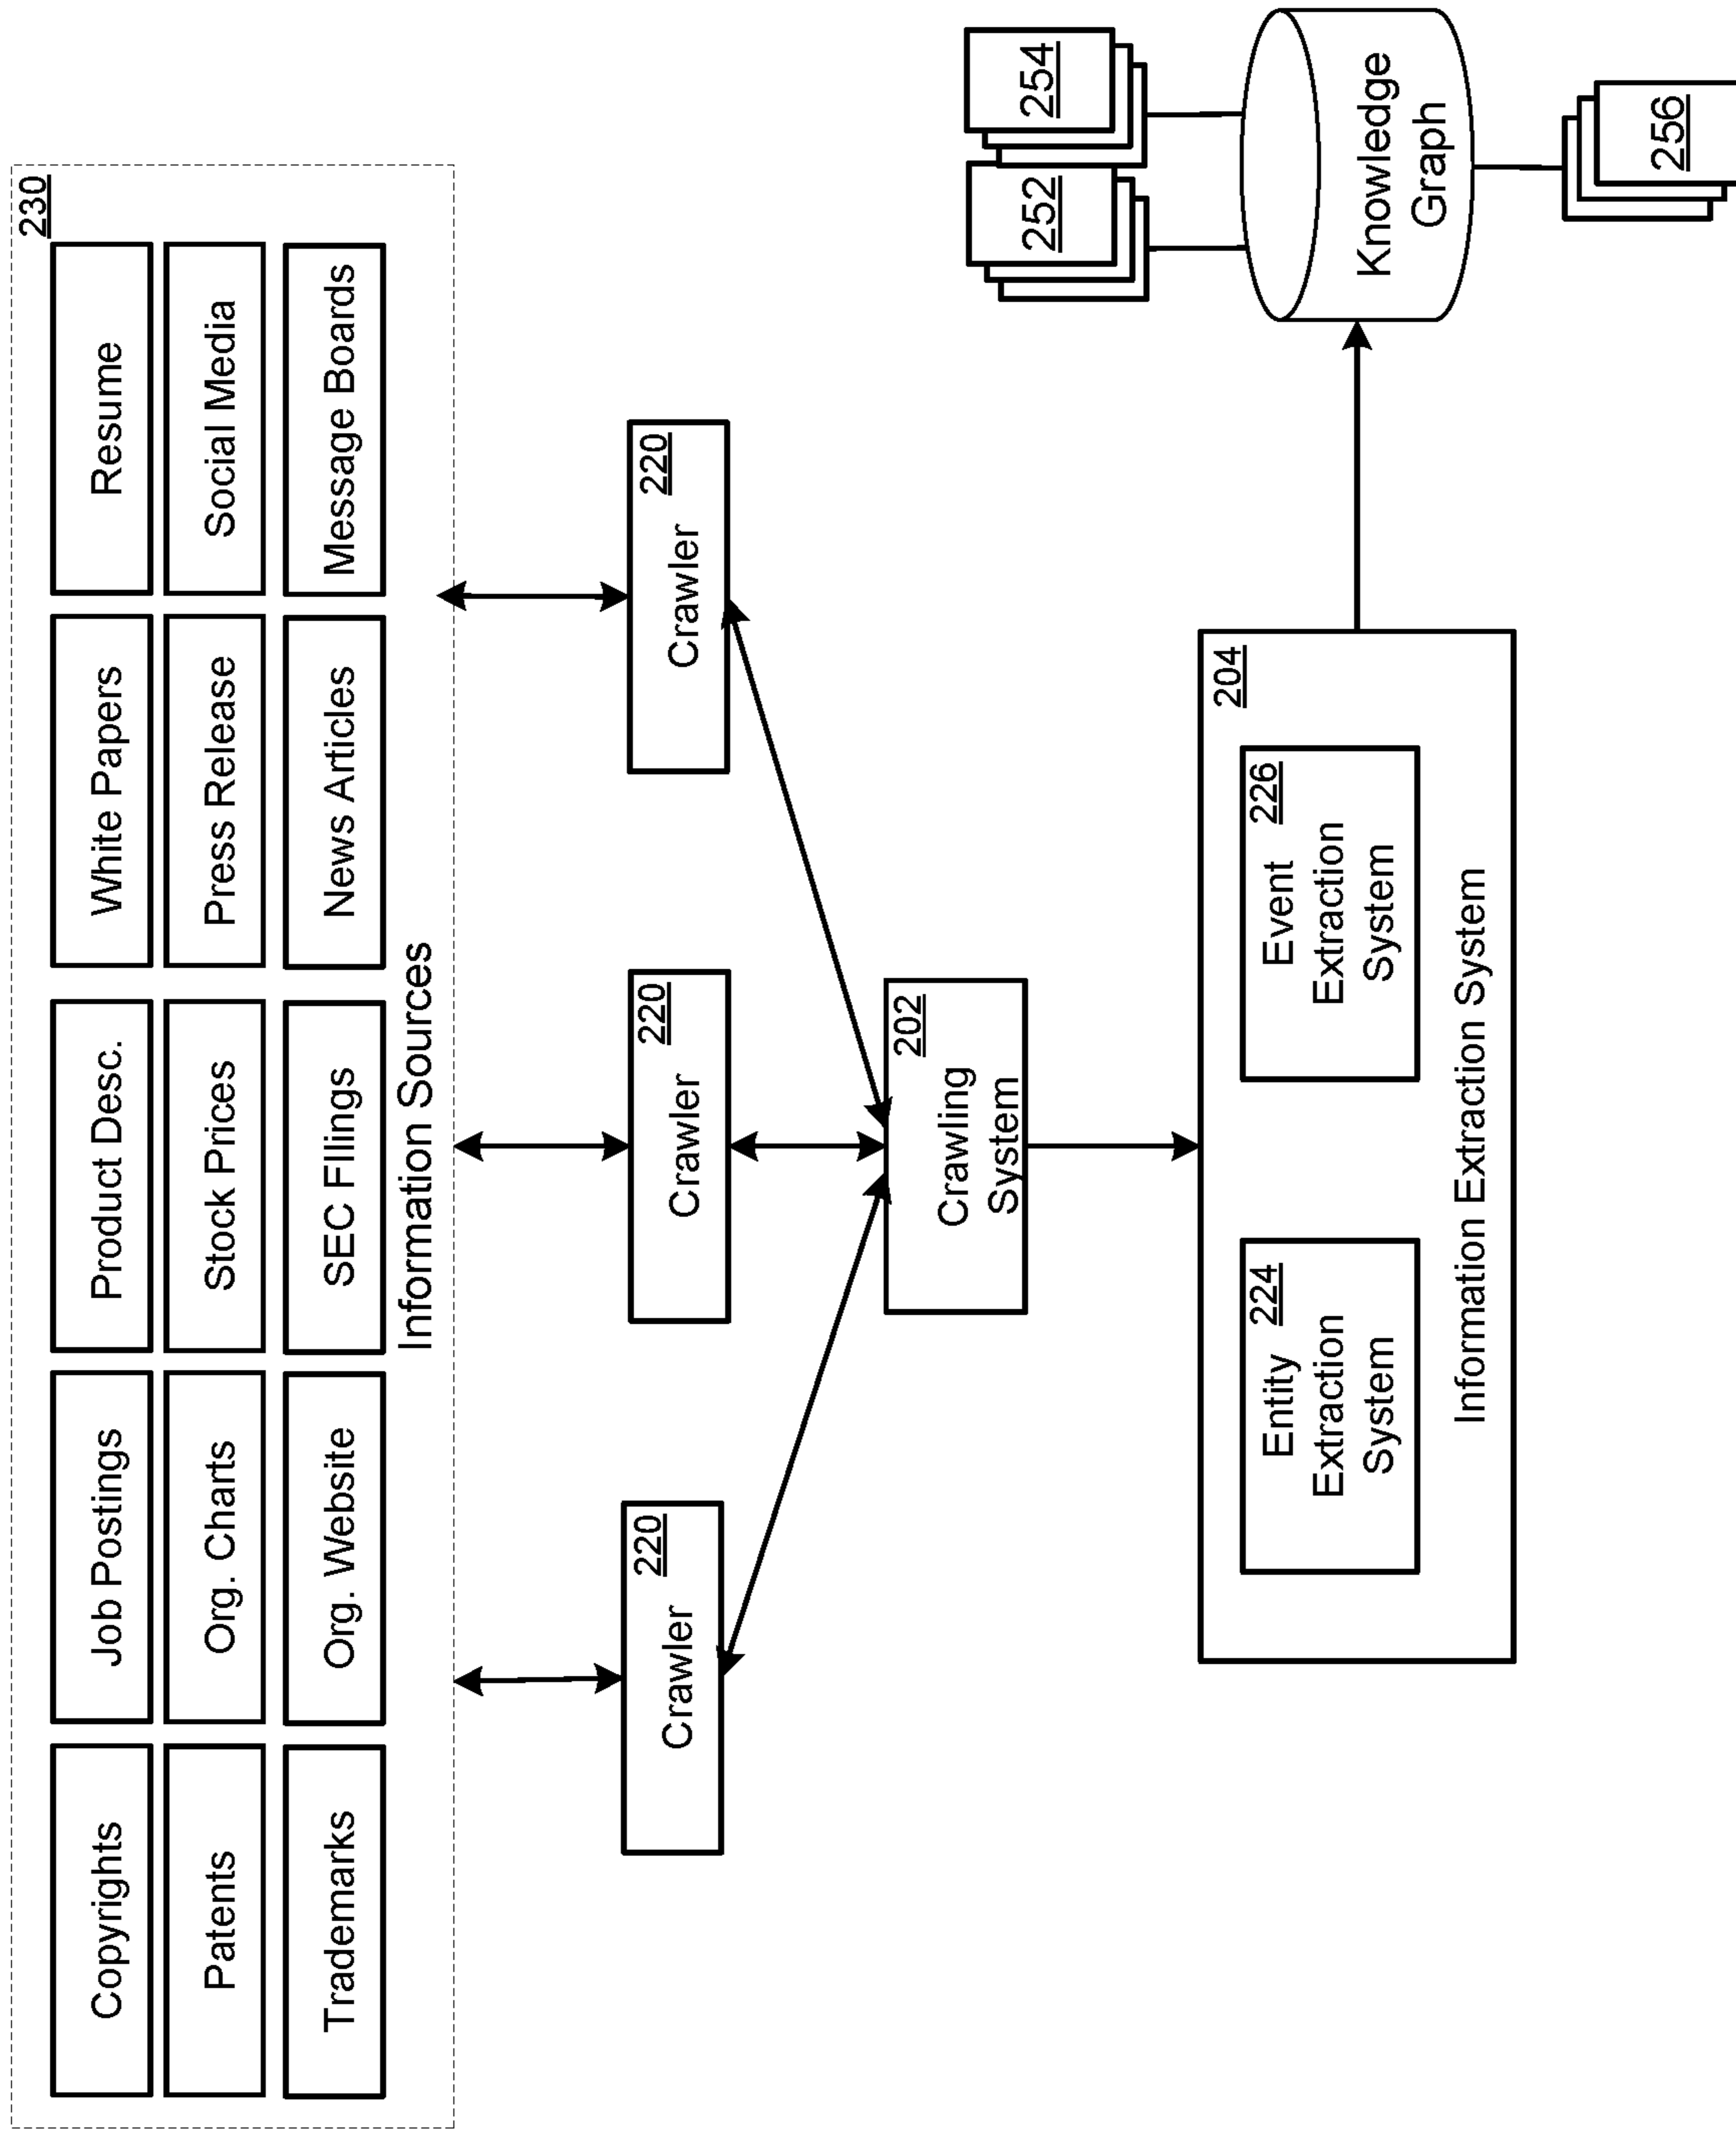 230
Copyrights
Job Postings
Product Desc.
White Papers
Resume
Patents
Org. Charts
Stock Prices
Press Release
Social Media
Trademarks
Org. Website
SEC FIlings
News Articles
Message Boards
Information Sources
220
Crawler
220
Crawler
220
Crawler
202
Crawling
System
204
Entity 224
Extraction
System
Event 226
Extraction
System
Information Extraction System
252
254
Knowledge
Graph
256